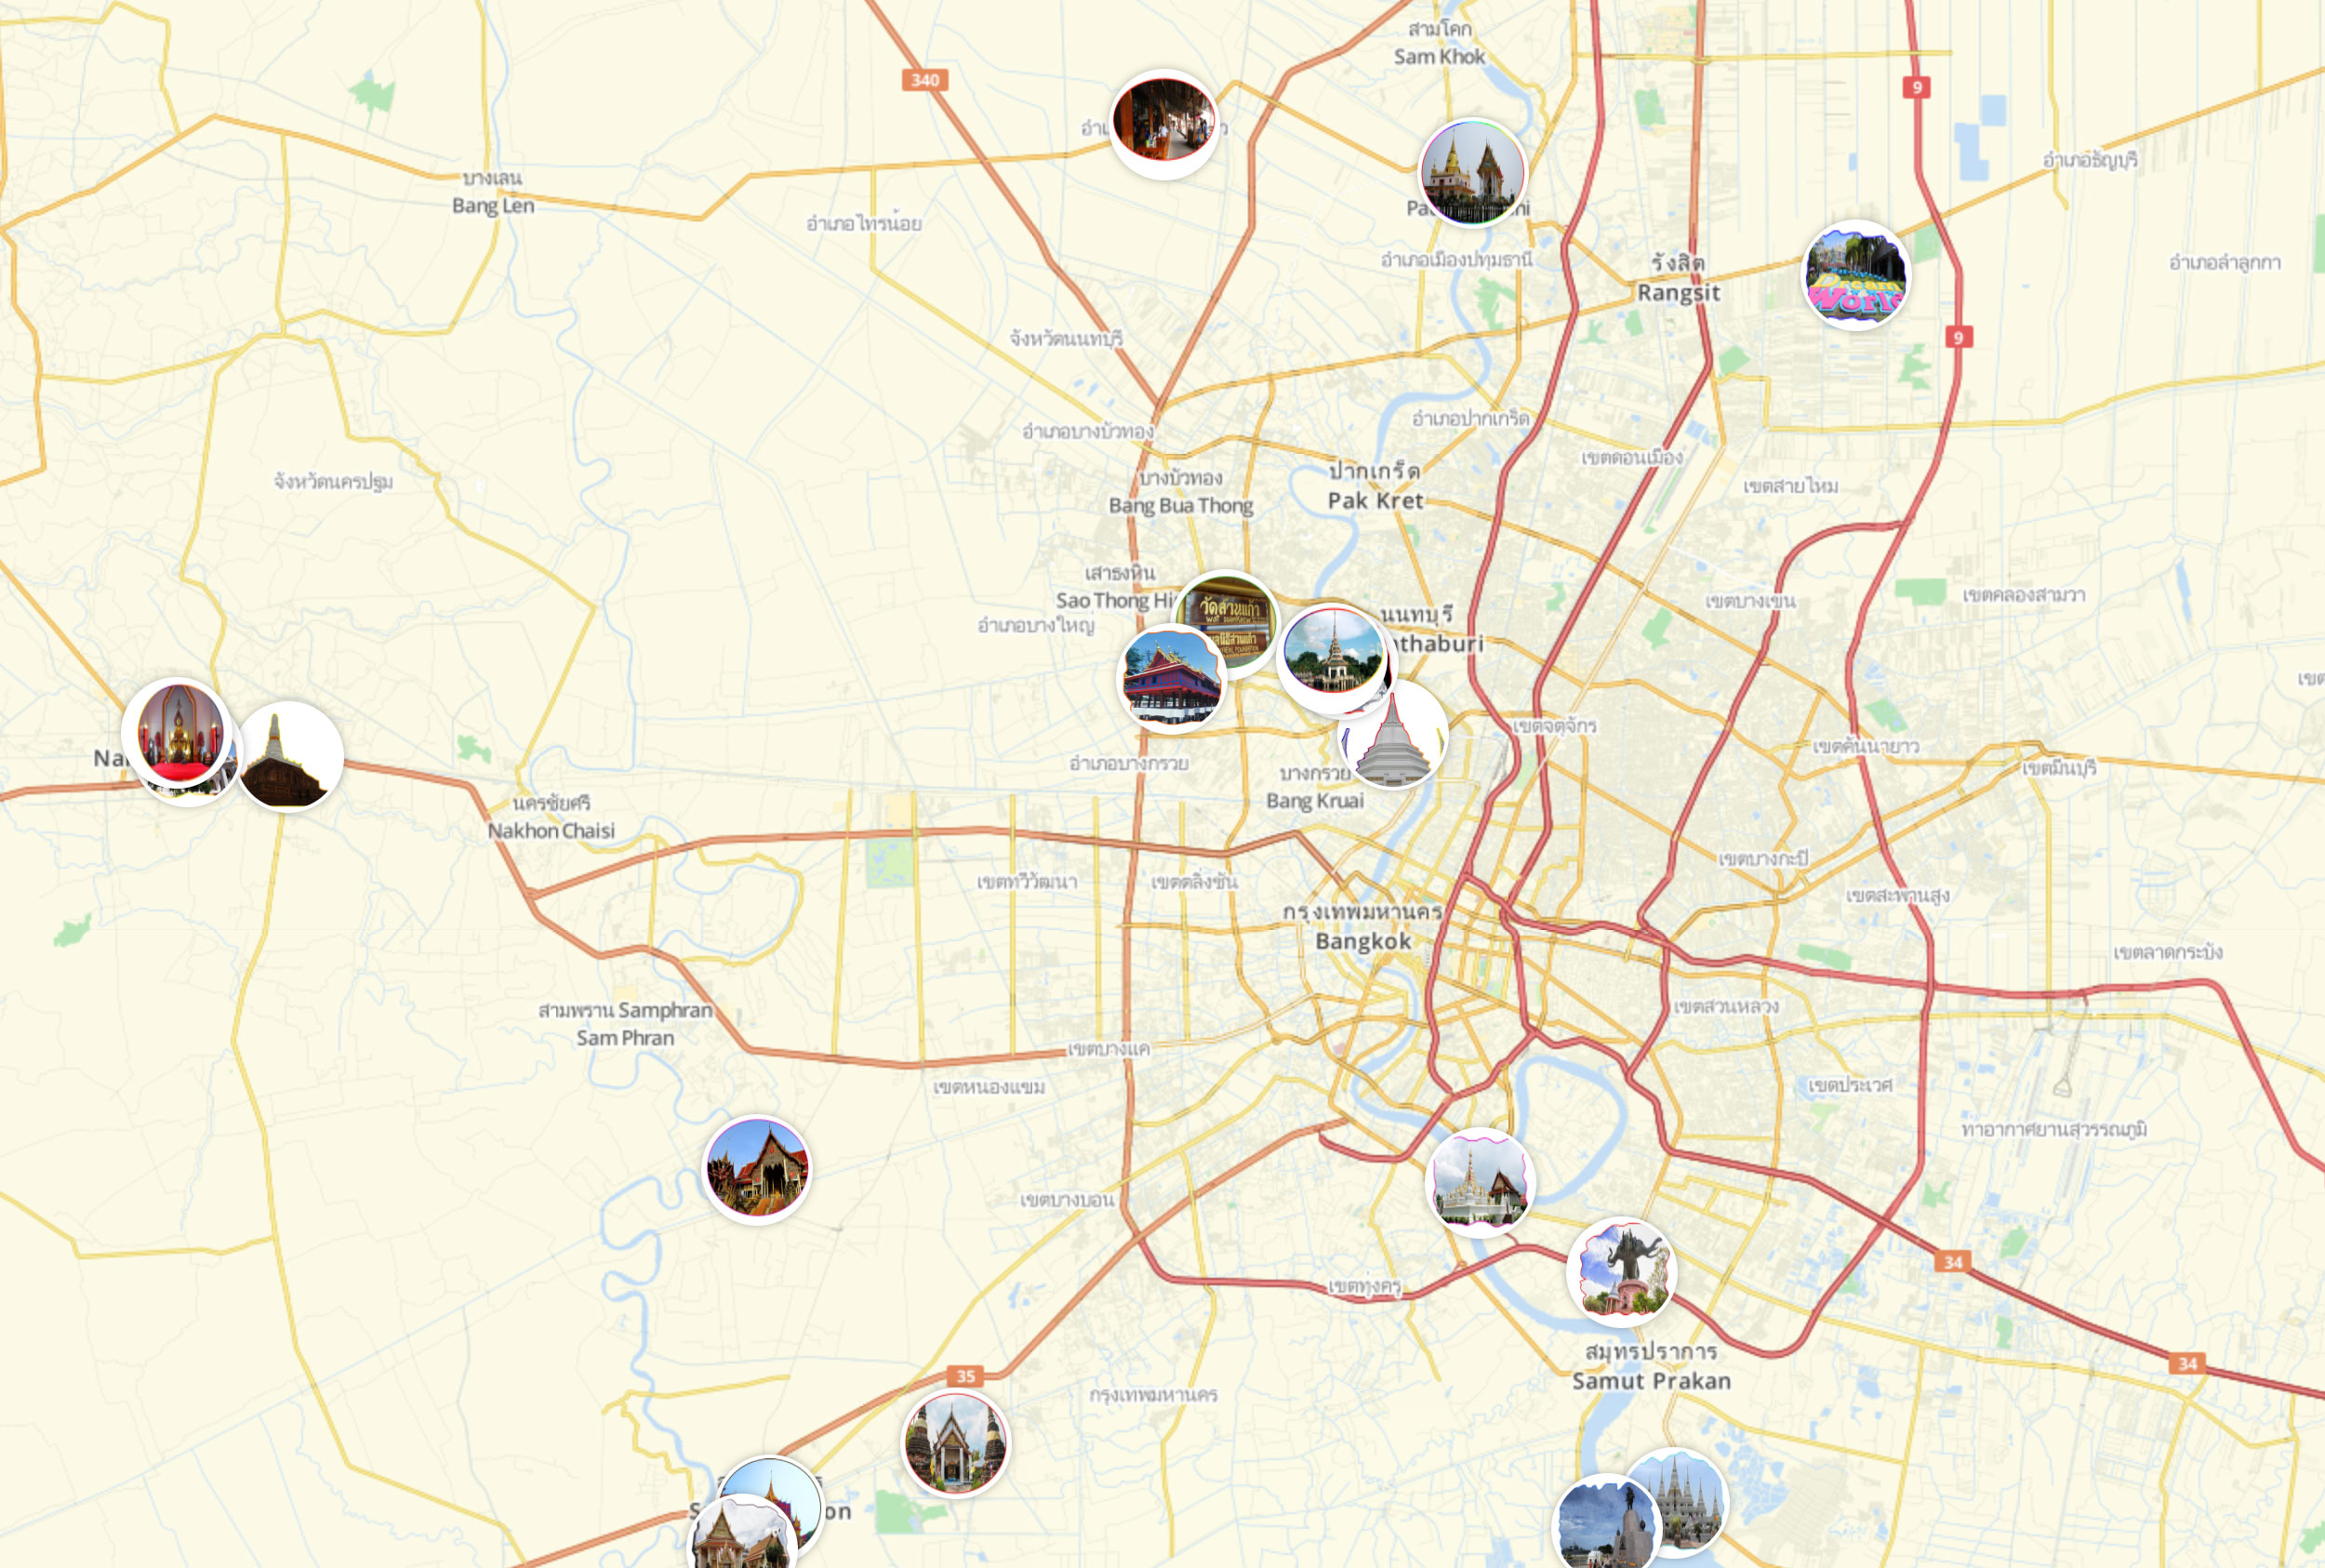 สามโคก
Sam Khok
340
9
อำเภอธัญบุรี
บางเลน
Bang Len
อำเภอไทรน้อย
อำเภอเมืองปทุมธานี
รังสิต
Rangsit
อำเภอลำลูกกา
Dream
World
จังหวัดนนทบุรี
9
อำเภอบางบัวทอง
อำเภอปากเกร็ด
เขตดอนเมือง
จังหวัดนครปฐม
บางบัวทอง
Bang Bua Thong
ปากเกร็ด
Pak Kret
เขตสายไหม
เสาธงหิน
Sao Thong Hi
อำเภอบางใหญ่
วัดสวนแก้ว
นนทบุรี
thaburi
เขตบางเขน
เขตคลองสามวา
เขต
เขตจตุจักร
เขตคันนายาว
เขตมีนบุรี
Na
อำเภอบางกรวย
บางกรวย
Bang Kruai
นครชัยศรี
Nakhon Chaisi
เขตทวีวัฒนา
เขตตลิ่งชัน
เขตบางกะปิ
เขตสะพานสูง
กรุงเทพมหานคร
Bangkok
เขตลาดกระบัง
สามพราน Samphran
Sam Phran
เขตสวนหลวง
เขตบางแค
เขตหนองแขม
เขตประเวศ
ท่าอากาศยานสุวรรณภูมิ
เขตบางบอน
เขตทุ่งครุ
34
สมุทรปราการ
Samut Prakan
34
35
กรุงเทพมหานคร
S
on